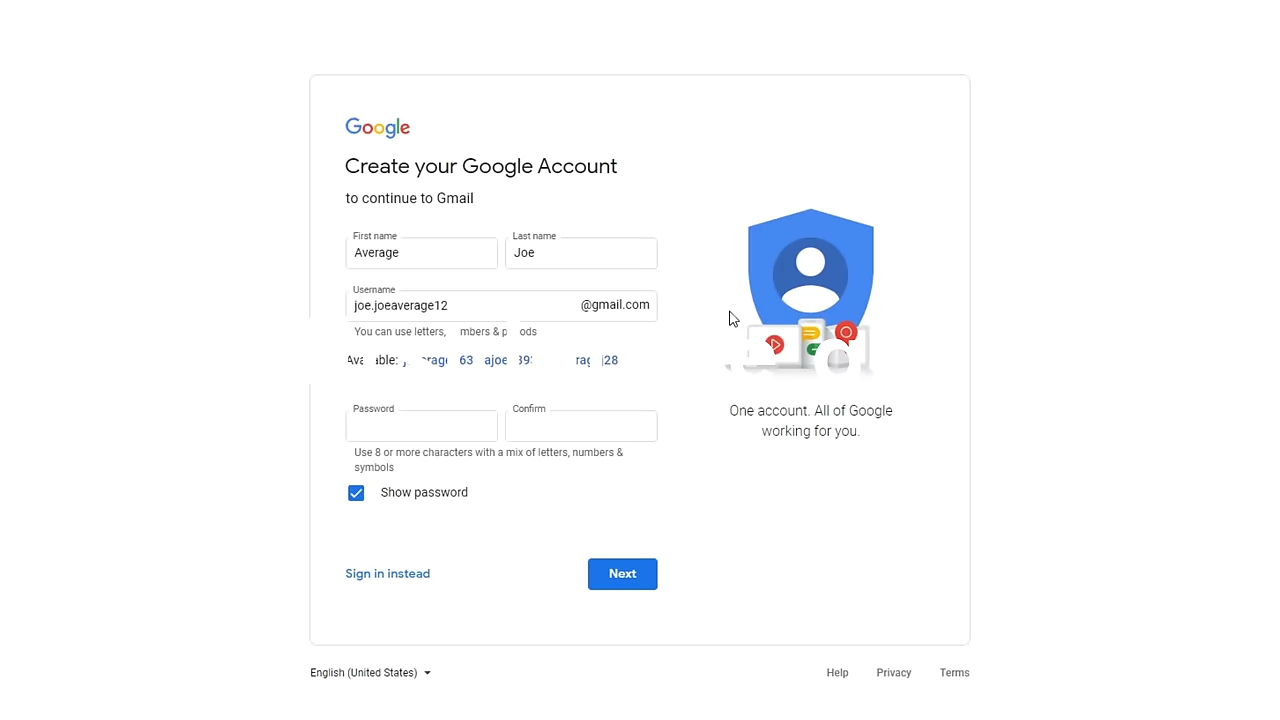 Google
Create your Google Account
to continue to Gmail
First name
Last name
Average
Joe
Username
joe.joeaverage12
@gmail.com
You can use letters,
Password
Confirm
Use 8 or more characters with a mix of letters, numbers &
symbols
Show password
Sign in instead
Next
One account. All of Google
working for you.
English (United States)
Help
Privacy
Terms